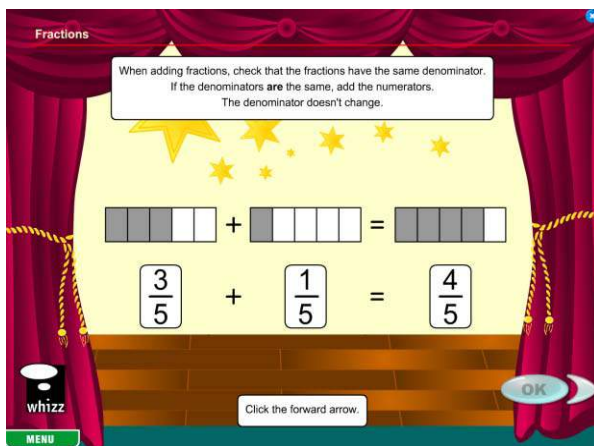 Fractions
When adding fractions, check that the fractions have the same denominator.
If the denominators are the same, add the numerators.
The denominator doesn't change.
+ =
3/5 + 1/5 = 4/5
OK
whizz
Click the forward arrow.
MENU